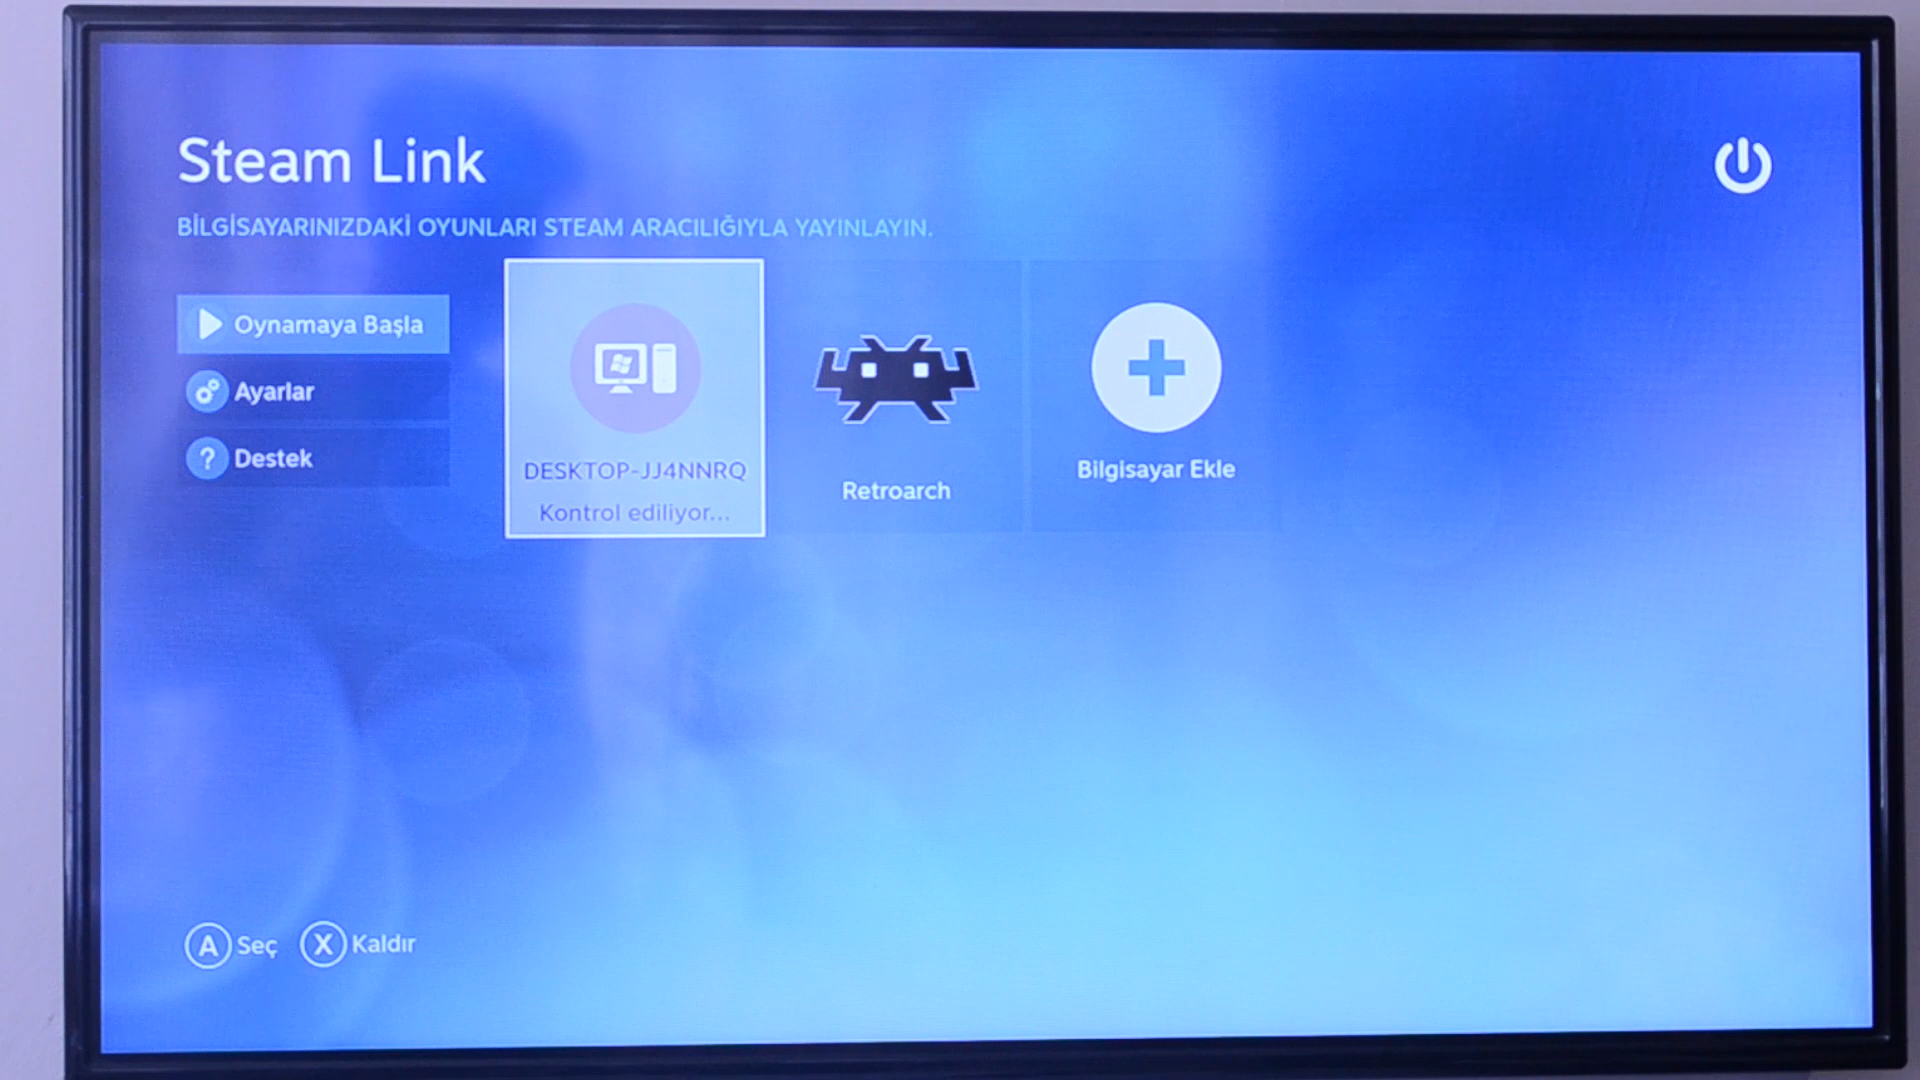 Steam Link
BİLGİSAYARINIZDAKİ OYUNLARI STEAM ARACILIĞIYLA YAYINLAYIN.
Oynamaya Başla
Ayarlar
? Destek
DESKTOP-JJ4NNRQ
Kontrol ediliyor...
Retroarch
Bilgisayar Ekle
A Seç X Kaldır